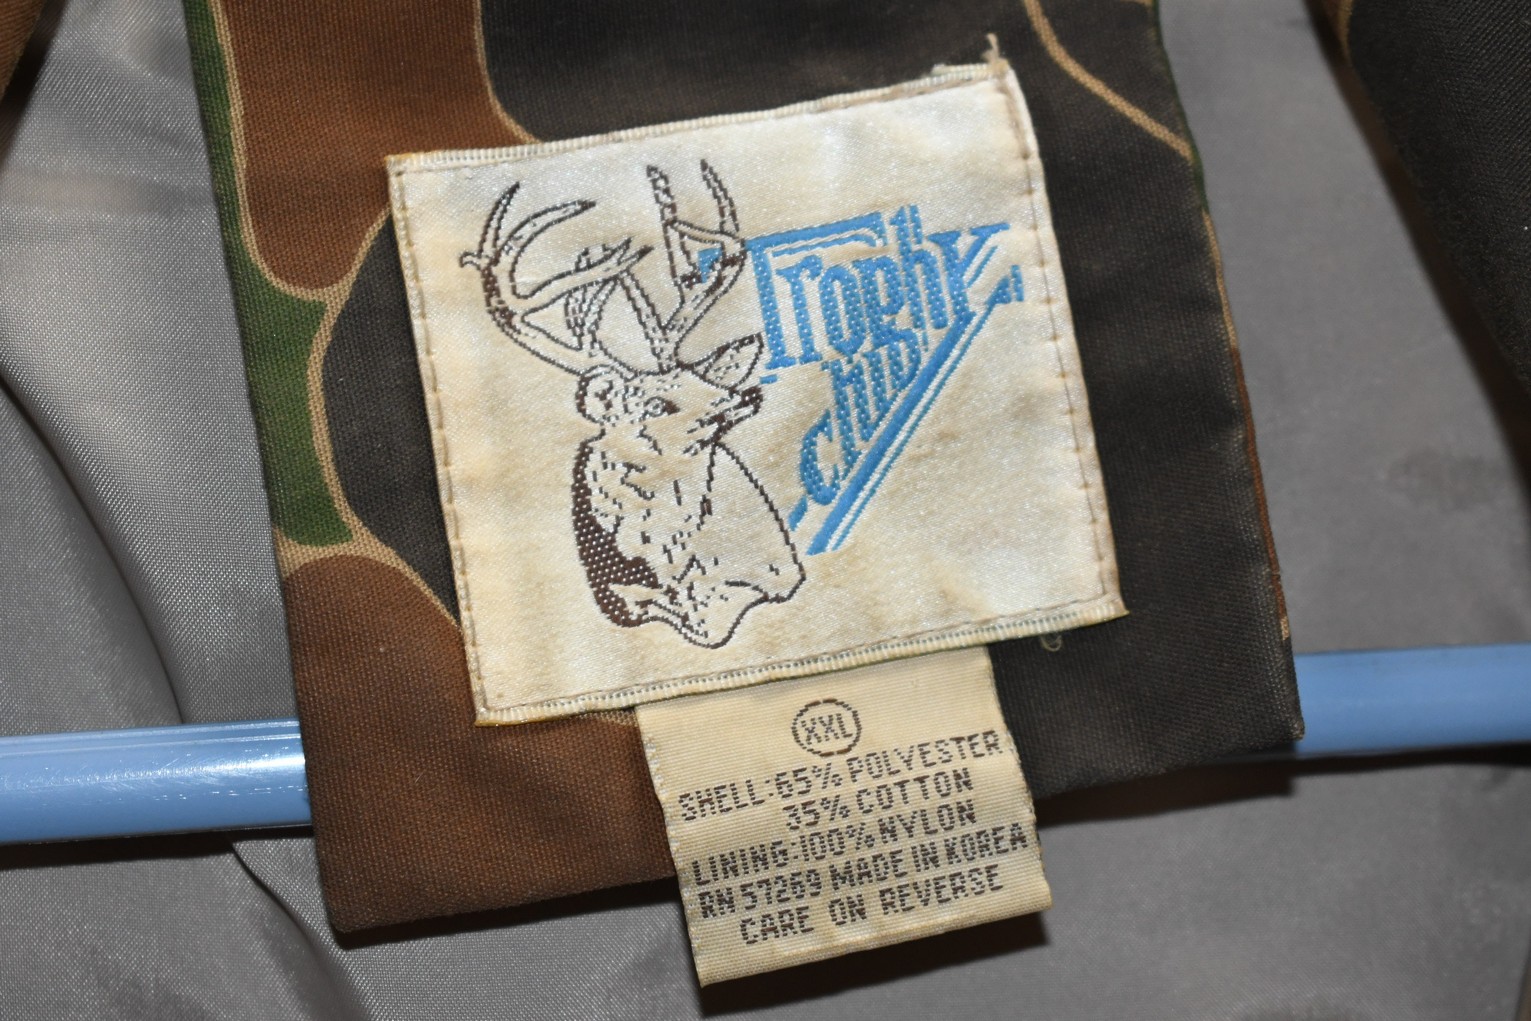 Trophy
club
XXL
SHELL:65% POLYESTER
35% COTTON
LINING:100% NYLON
RN 57269 MADE IN KOREA
CARE ON REVERSE